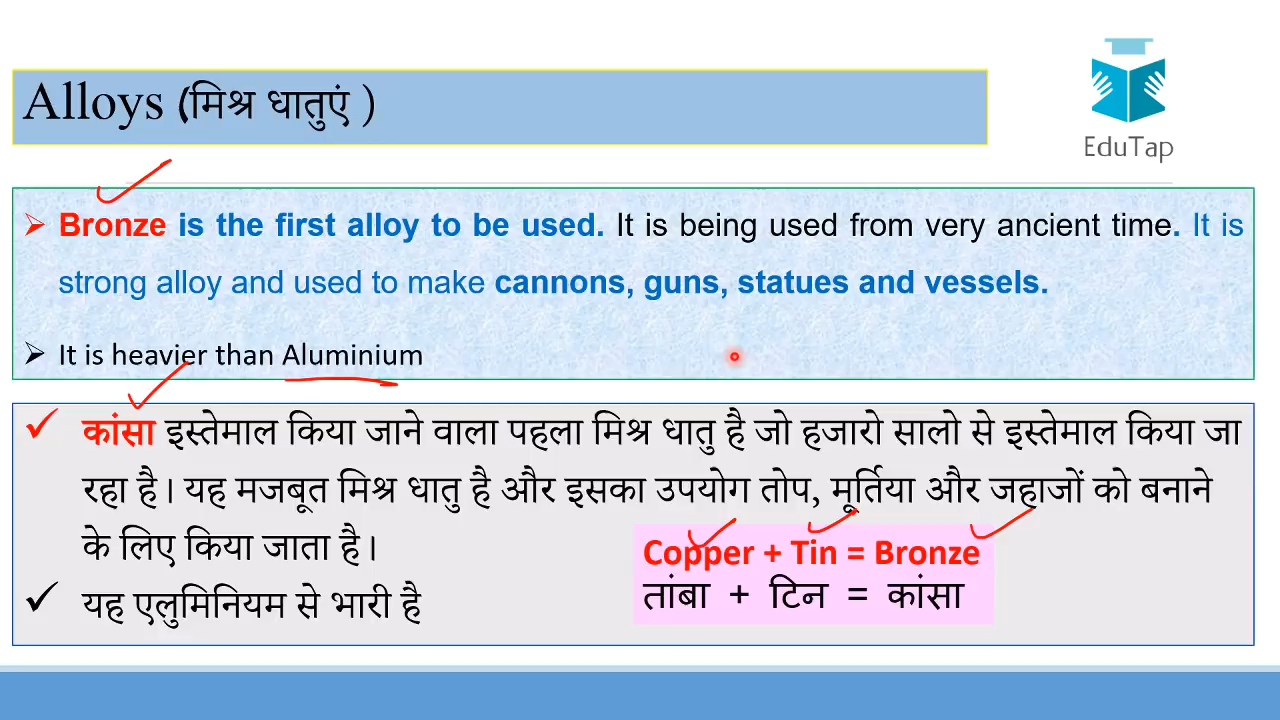 Alloys (मिश्र धातुएं )
EduTap
➢ Bronze is the first alloy to be used. It is being used from very ancient time. It is
strong alloy and used to make cannons, guns, statues and vessels.
➢ It is heavier than Aluminium
✓ कांसा इस्तेमाल किया जाने वाला पहला मिश्र धातु है जो हजारो सालो से इस्तेमाल किया जा
रहा है। यह मजबूत मिश्र धातु है और इसका उपयोग तोप, मूर्तिया और जहाजों को बनाने
के लिए किया जाता है।
Copper + Tin = Bronze
तांबा + टिन = कांसा
✓ यह एलुमिनियम से भारी है